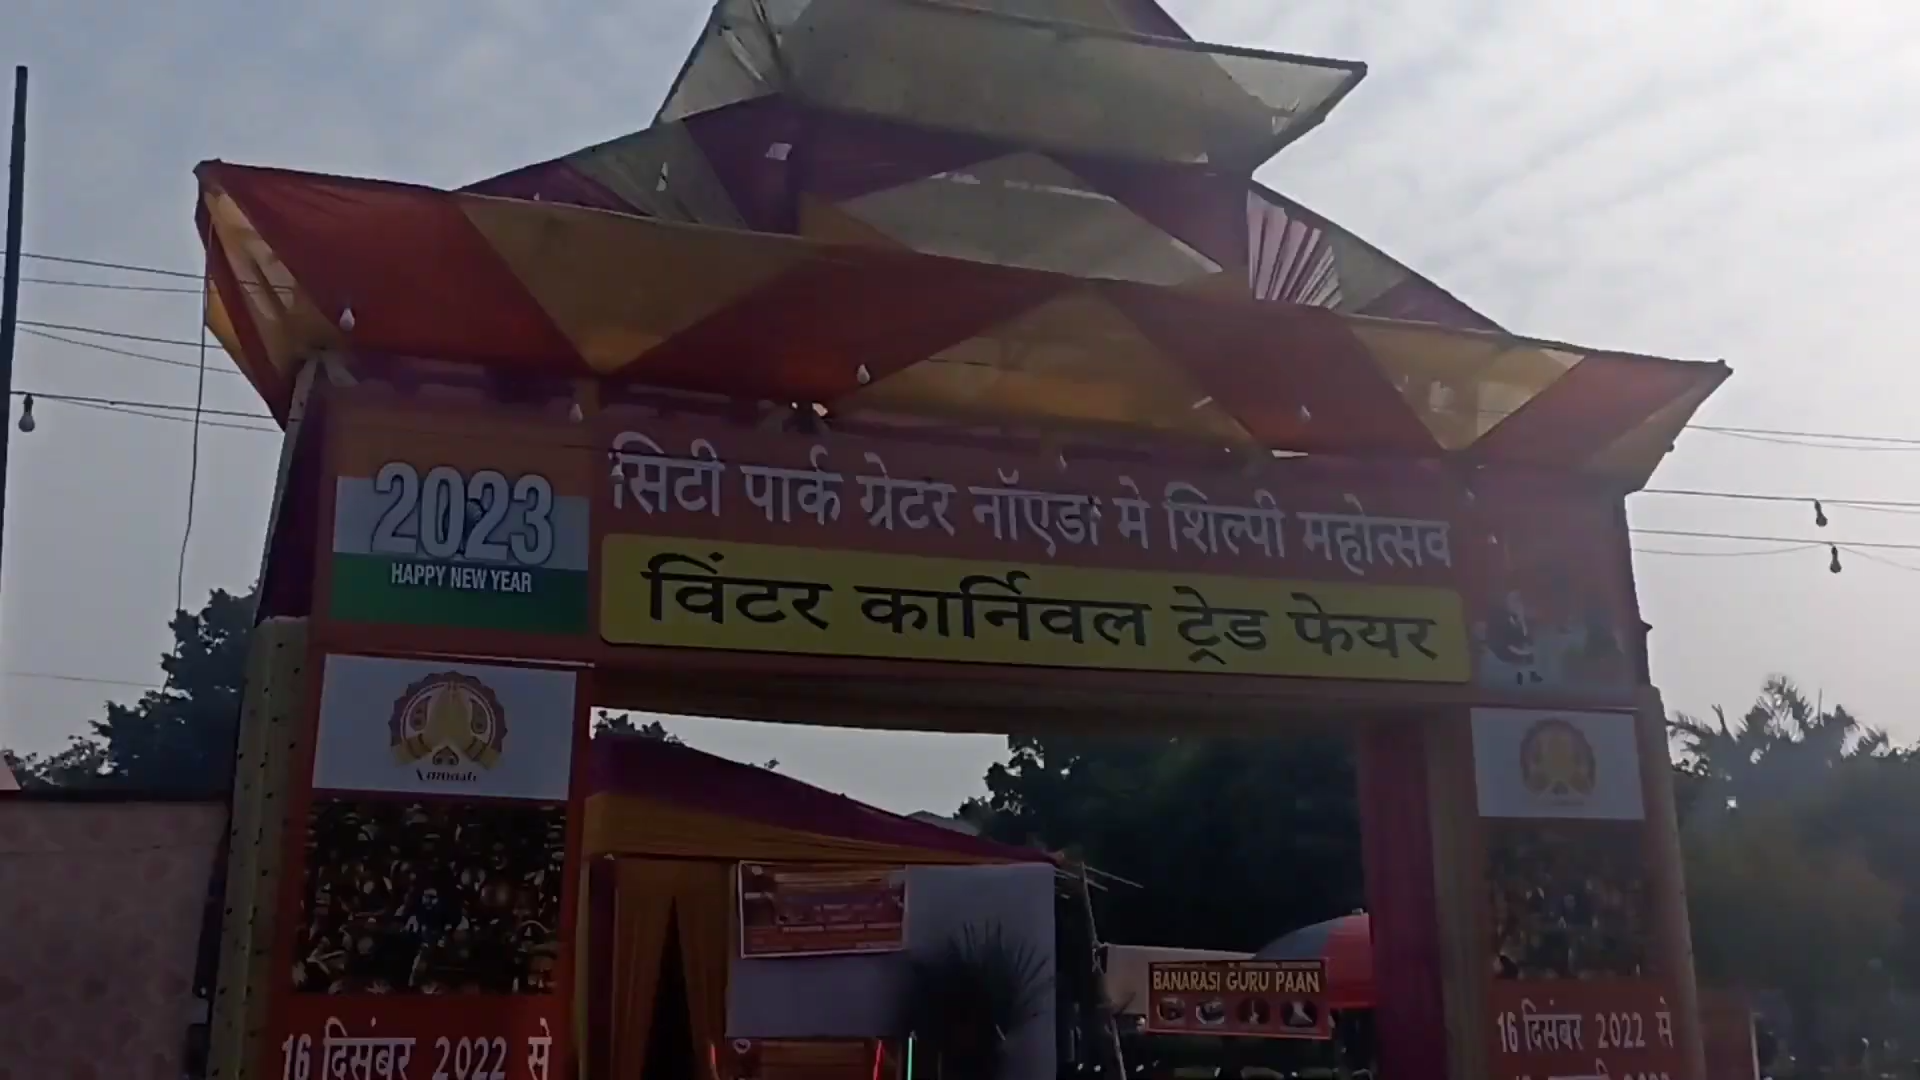 2023
HAPPY NEW YEAR
सिटी पार्क ग्रेटर नॉएडा मे शिल्पी महोत्सव
विंटर कार्निवल ट्रेड फेयर
16 दिसंबर 2022 से
BANARASI GURU PAAN
16 दिसंबर 2022 से